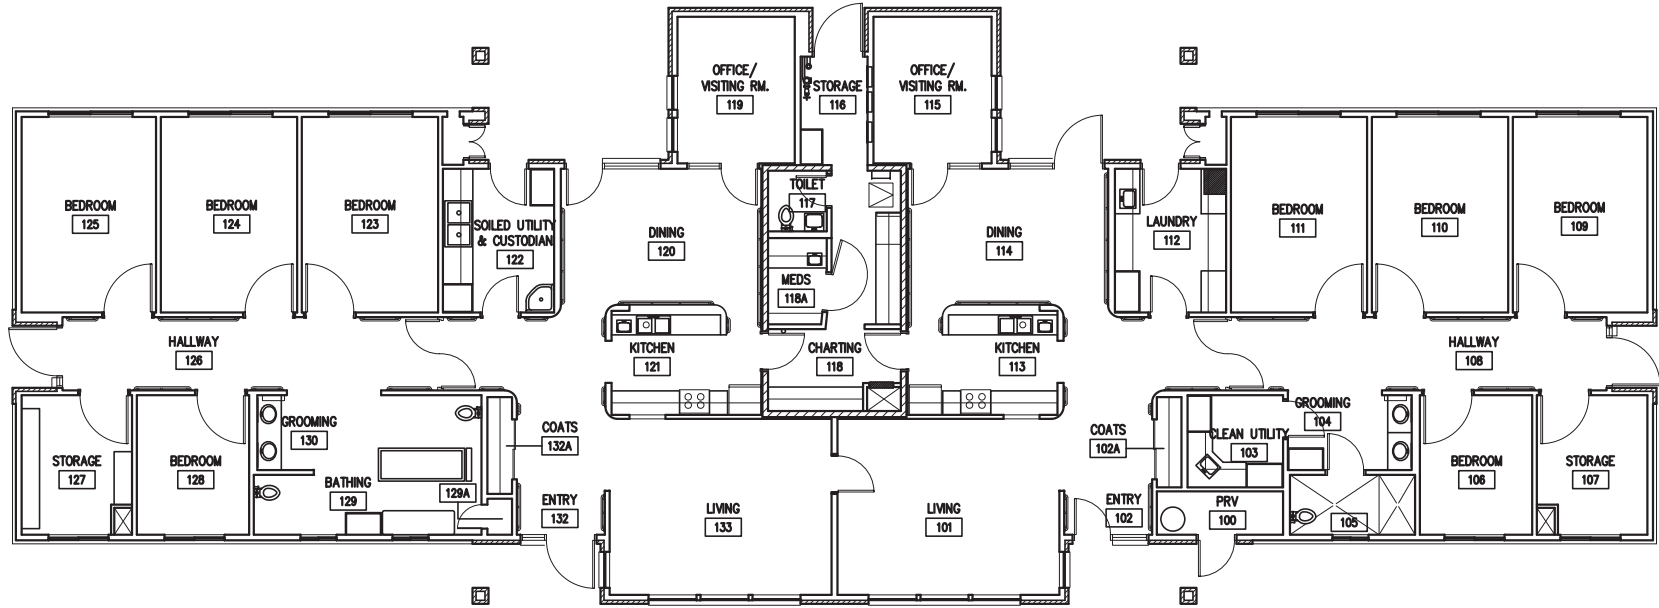 OFFICE/
VISITING RM.
119
STORAGE
116
OFFICE/
VISITING RM.
115
BEDROOM
125
BEDROOM
124
BEDROOM
123
SOILED UTILITY
& CUSTODIAN
122
DINING
120
TOILET
117
MEDS
118A
DINING
114
LAUNDRY
112
BEDROOM
111
BEDROOM
110
BEDROOM
109
HALLWAY
126
KITCHEN
121
CHARTING
118
KITCHEN
113
HALLWAY
108
STORAGE
127
BEDROOM
128
GROOMING
130
BATHING
129
129A
COATS
132A
ENTRY
132
LIVING
133
LIVING
101
COATS
102A
ENTRY
102
CLEAN UTILITY
103
PRV
100
GROOMING
104
105
BEDROOM
106
STORAGE
107